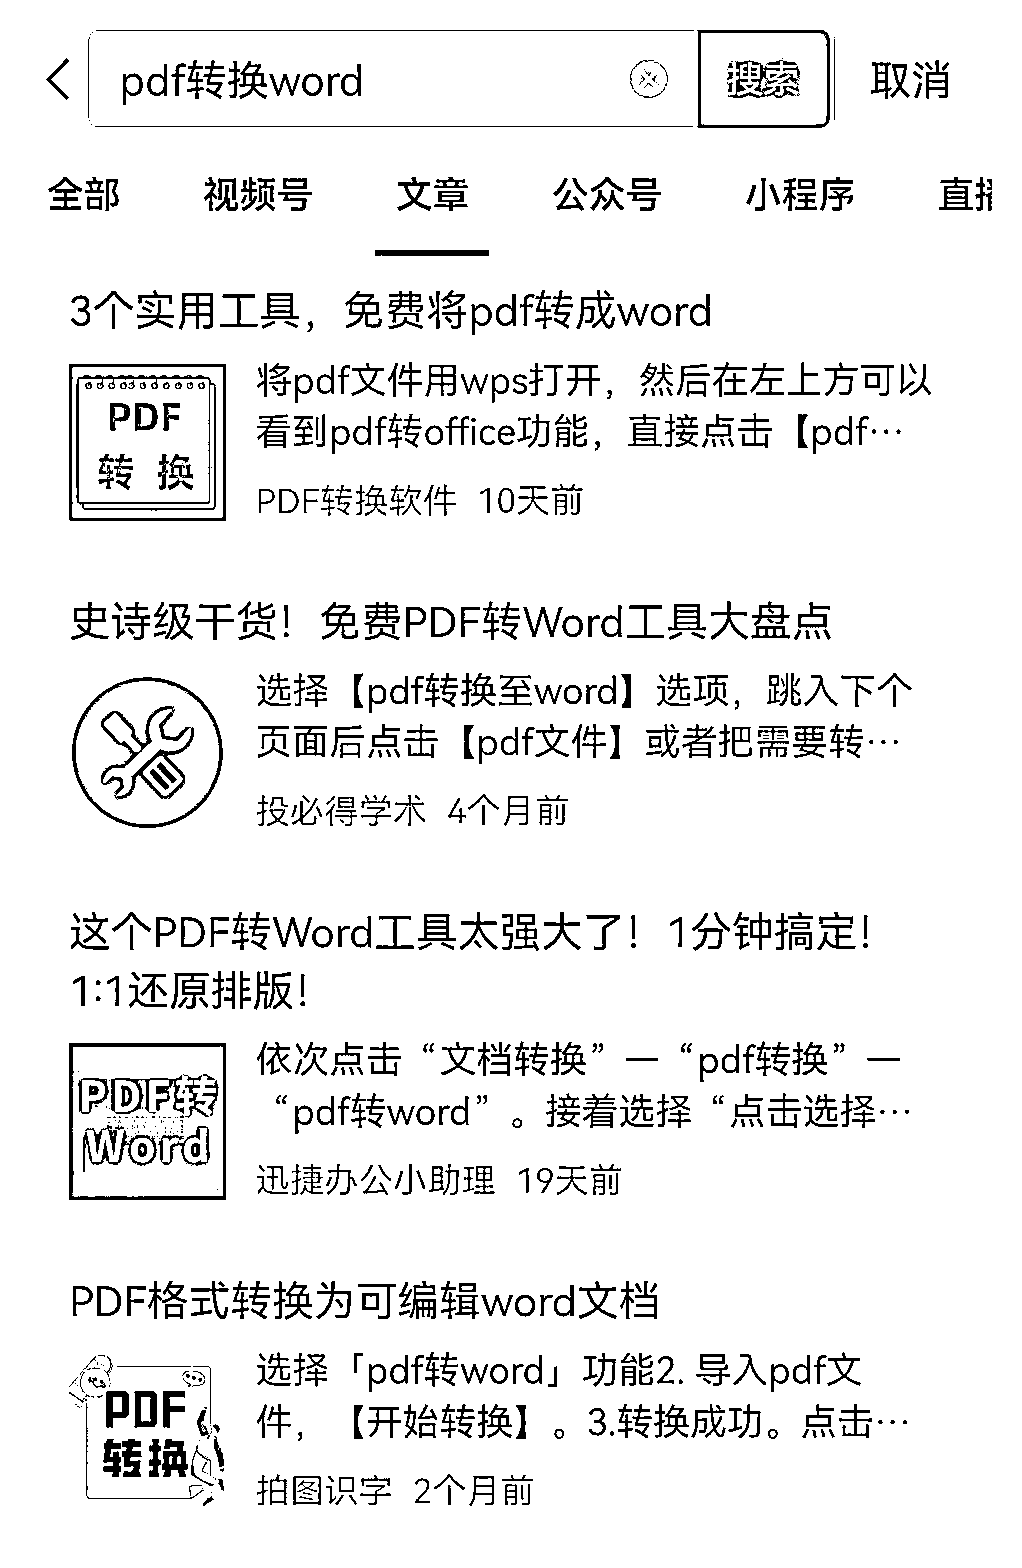 pdf转换word 搜索 取消
全部 视频号 文章 公众号 小程序 直播
3个实用工具，免费将pdf转成word
PDF
转 换
将pdf文件用wps打开，然后在左上方可以
看到pdf转office功能，直接点击【pdf…
PDF转换软件 10天前
史诗级干货！免费PDF转Word工具大盘点
选择【pdf转换至word】选项，跳入下个
页面后点击【pdf文件】或者把需要转…
投必得学术 4个月前
这个PDF转Word工具太强大了！1分钟搞定！
1:1还原排版！
PDF转
Word
依次点击“文档转换”—“pdf转换”—
“pdf转word”。接着选择“点击选择…
迅捷办公小助理 19天前
PDF格式转换为可编辑word文档
PDF
转换
选择「pdf转word」功能2. 导入pdf文
件，【开始转换】。3.转换成功。点击…
拍图识字 2个月前